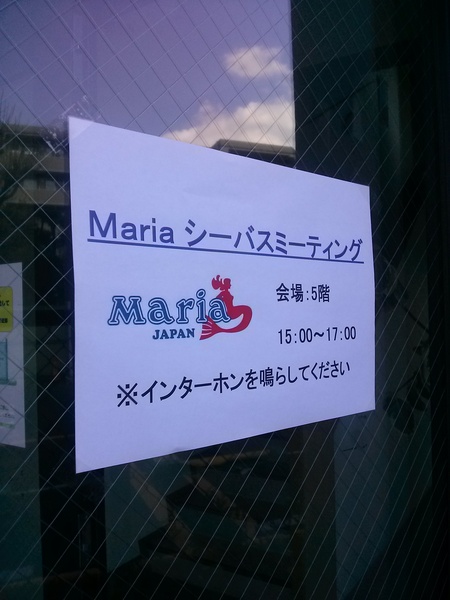 Maria シーバスミーティング
Maria
JAPAN
会場:5階
15:00～17:00
※インターホンを鳴らしてください